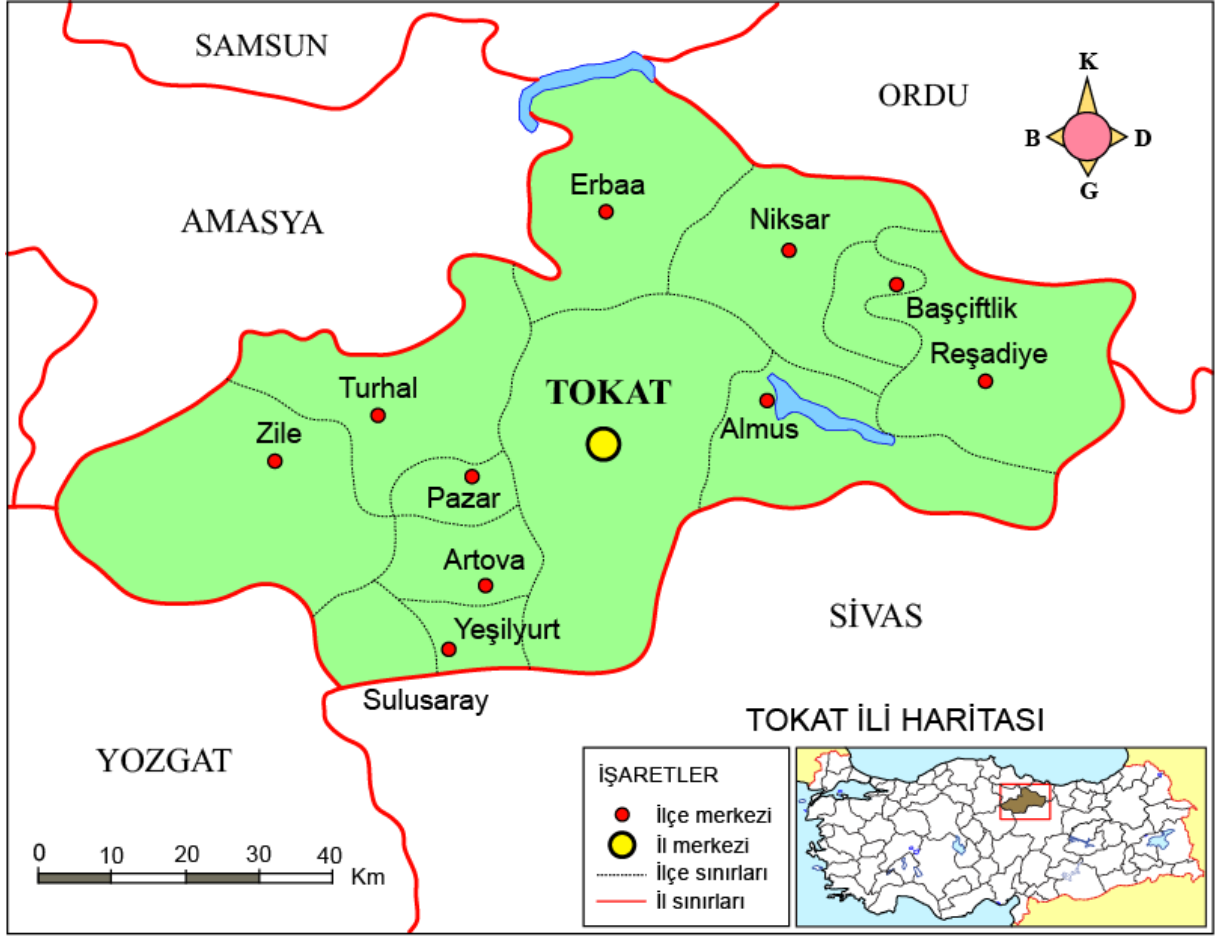 SAMSUN
ORDU
K
B
D
G
AMASYA
Erbaa
Niksar
Başçiftlik
Reşadiye
Turhal
TOKAT
Almus
Zile
Pazar
Artova
Yeşilyurt
SİVAS
Sulusaray
YOZGAT
TOKAT İLİ HARİTASI
İŞARETLER
İlçe merkezi
İl merkezi
İlçe sınırları
İl sınırları
0 10 20 30 40 Km